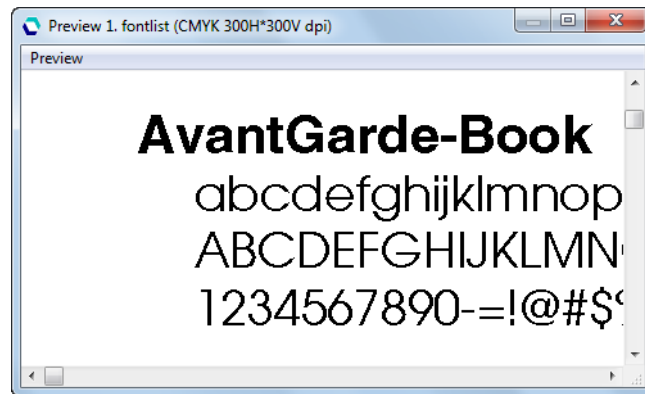 Preview 1. fontlist (CMYK 300H*300V dpi)
Preview
AvantGarde-Book
abcdefghijklmnop
ABCDEFGHIJKLMN
1234567890-=!@#$%